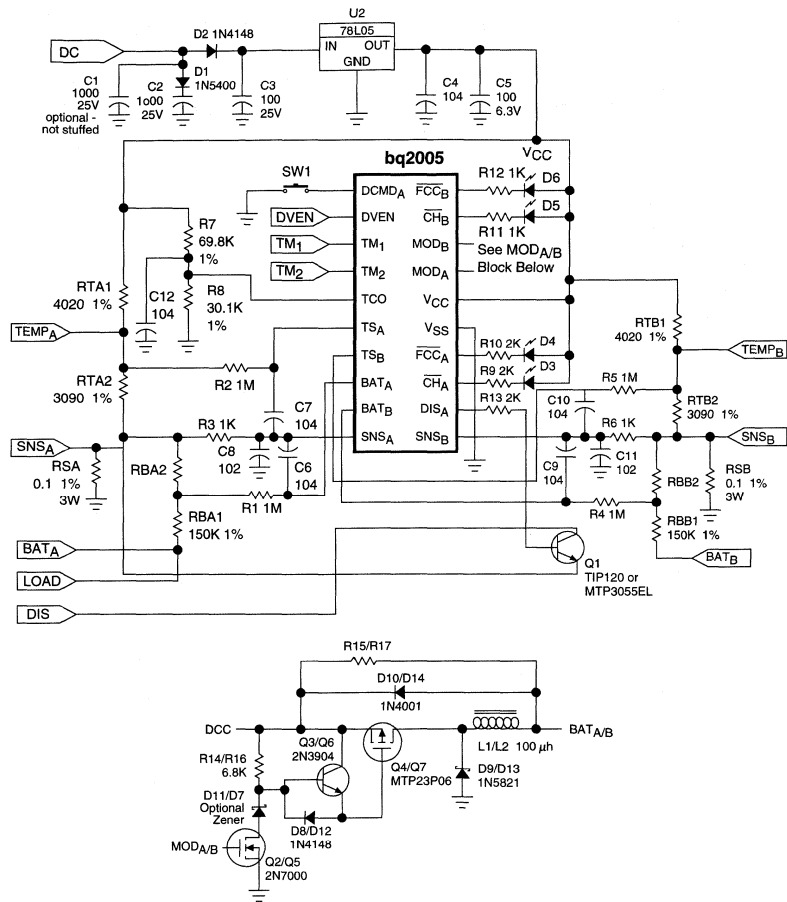 U2
78L05
IN OUT
GND
DC
D2 1N4148
D1
1N5400
C1
1000
25V
optional -
not stuffed
C2
1000
25V
C3
100
25V
C4
104
C5
100
6.3V
VCC
bq2005
SW1
DCMDA
DVEN
TM1
TM2
TCO
TSA
TSB
BATA
BATB
SNSA
FCCB
CHB
MODB
MODA
VCC
VSS
FCCA
CHA
DISA
SNSB
DVEN
TM1
TM2
R12 1K
D6
D5
R11 1K
See MODA/B
Block Below
R7
69.8K
1%
R8
30.1K
1%
C12
104
RTA1
4020 1%
TEMPA
RTA2
3090 1%
R2 1M
R10 2K
D4
R9 2K
D3
R13 2K
RTB1
4020 1%
TEMPB
R5 1M
RTB2
3090 1%
C10
104
C7
104
R3 1K
C8
102
C6
104
SNSA
RSA
0.1 1%
3W
RBA2
R1 1M
RBA1
150K 1%
BATA
LOAD
DIS
R6 1K
C9
104
C11
102
SNSB
RBB2
RSB
0.1 1%
3W
R4 1M
RBB1
150K 1%
BATB
Q1
TIP120 or
MTP3055EL
R15/R17
D10/D14
1N4001
DCC
Q3/Q6
2N3904
R14/R16
6.8K
Q4/Q7
MTP23P06
L1/L2 100 µh
BATA/B
D9/D13
1N5821
D11/D7
Optional
Zener
D8/D12
1N4148
MODA/B
Q2/Q5
2N7000